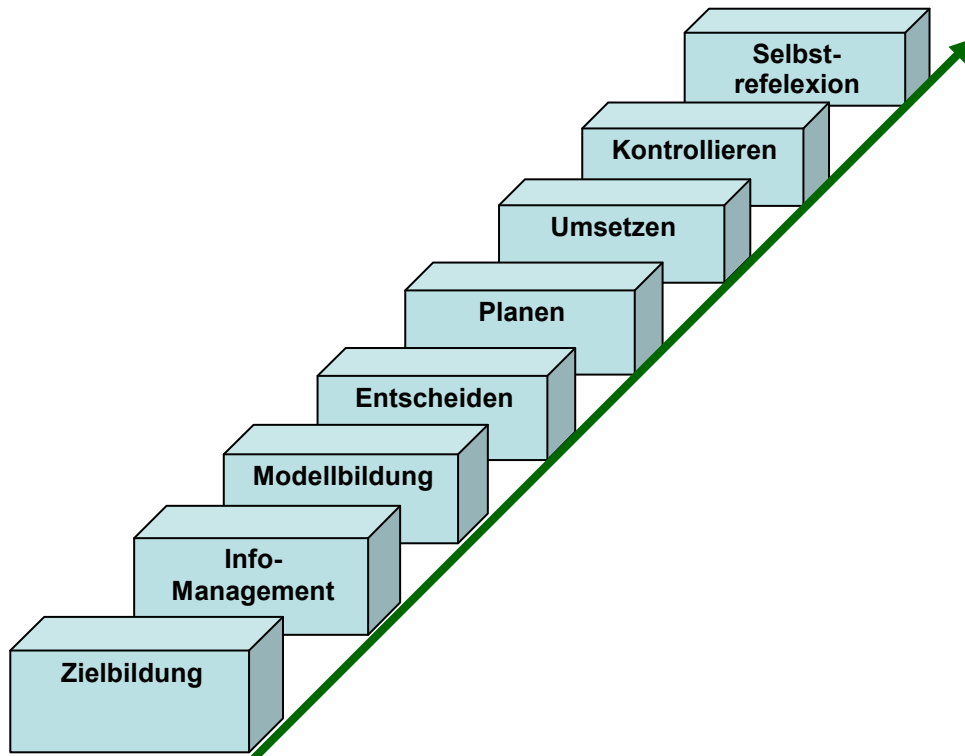 Selbst-
refelexion
Kontrollieren
Umsetzen
Planen
Entscheiden
Modellbildung
Info-
Management
Zielbildung